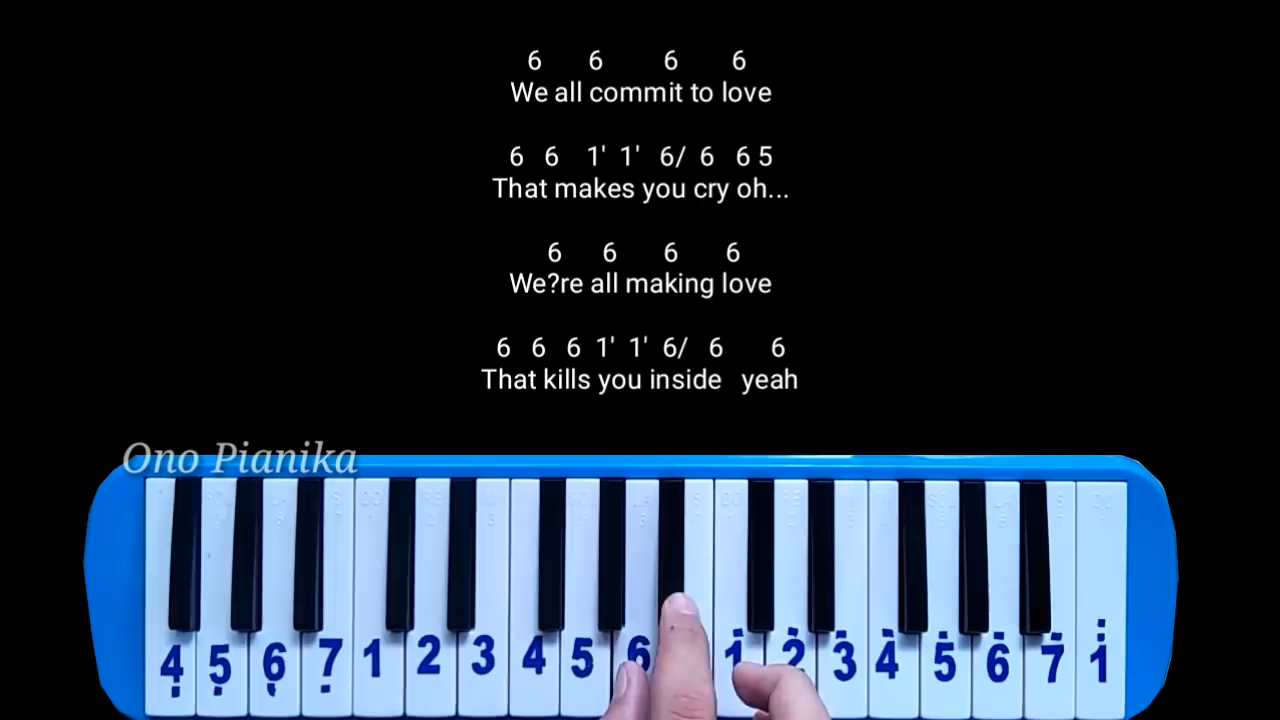 6 6 6 6
We all commit to love
6 6 1' 1' 6/ 6 6 5
That makes you cry oh...
6 6 6 6
We?re all making love
6 6 6 1' 1' 6/ 6 6
That kills you inside yeah
Ono Pianika
4 5 6 7 1 2 3 4 5 6 1 2 3 4 5 6 7 1